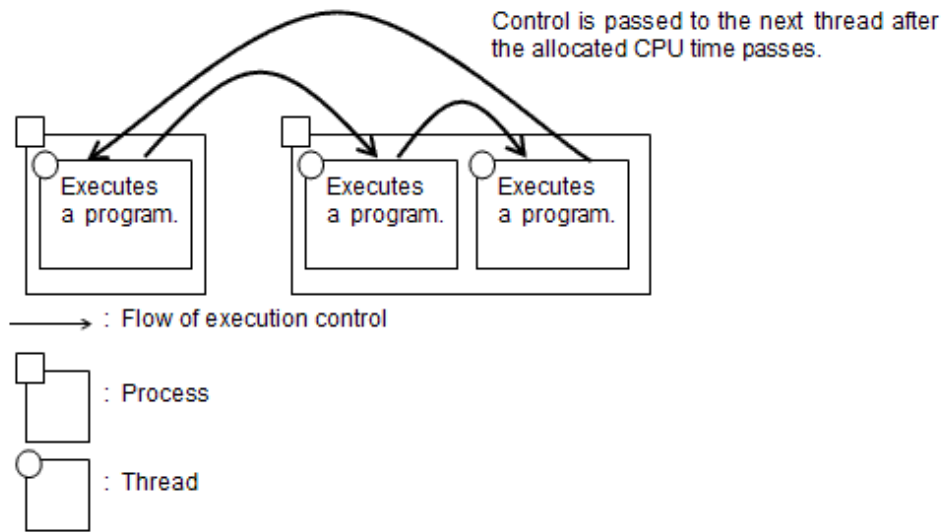 Control is passed to the next thread after
the allocated CPU time passes.
Executes
a program.
Executes
a program.
Executes
a program.
: Flow of execution control
: Process
: Thread